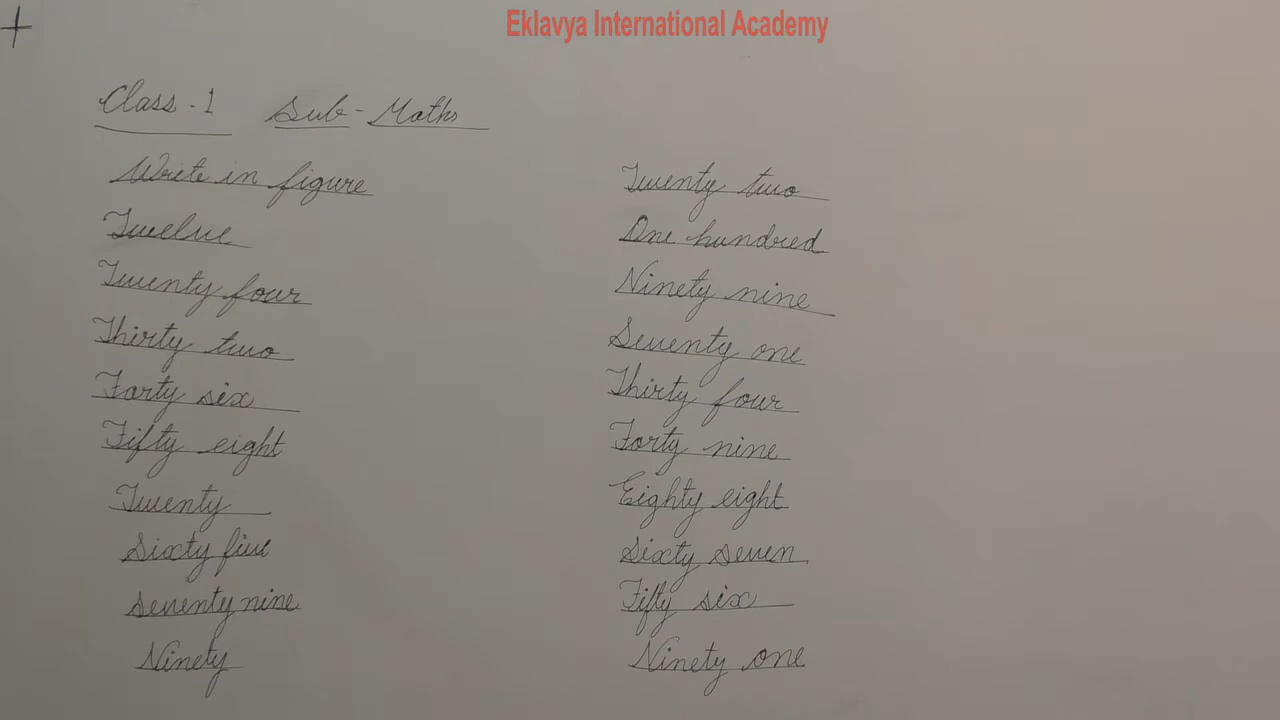 Eklavya International Academy
Class - 1 Sub - Maths
Write in figure
Twelve
Twenty four
Thirty two
Forty six
Fifty eight
Twenty
Sixty five
Seventy nine
Ninety
Twenty two
One hundred
Ninety nine
Seventy one
Thirty four
Forty nine
Eighty eight
Sixty seven
Fifty six
Ninety one